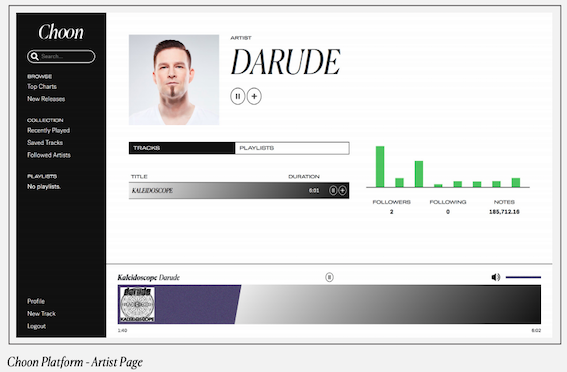 Choon
Search...
BROWSE
Top Charts
New Releases
COLLECTION
Recently Played
Saved Tracks
Followed Artists
PLAYLISTS
No playlists.
Profile
New Track
Logout
ARTIST
DARUDE
TRACKS
PLAYLISTS
TITLE DURATION
KALEIDOSCOPE 6:01
FOLLOWERS FOLLOWING NOTES
2 0 185,712.16
Kaleidoscope Darude
darude
KALEIDOSCOPE
1:40 6:02
Choon Platform - Artist Page